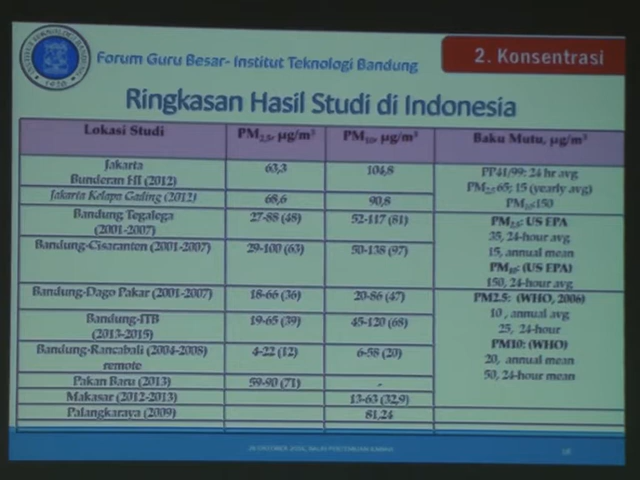 INSTITUT TEKNOLOGI BANDUNG
1920
Forum Guru Besar- Institut Teknologi Bandung
2. Konsentrasi
Ringkasan Hasil Studi di Indonesia
Lokasi Studi PM2,5, µg/m³ PM10, µg/m³ Baku Mutu, µg/m³
Jakarta
Bunderan HI (2012) 63,3 104,8
Jakarta Kelapa Gading (2012) 68,6 90,8
PP41/99: 24 hr avg
PM2,5:65; 15 (yearly avg)
PM10:150
Bandung Tegalega
(2001-2007) 27-88 (48) 52-117 (81)
Bandung-Cisaranten (2001-2007) 29-100 (63) 50-138 (97)
PM2,5: US EPA
35, 24-hour avg
15, annual mean
PM10: (US EPA)
150, 24-hour avg
Bandung-Dago Pakar (2001-2007) 18-66 (36) 20-86 (47)
Bandung-ITB
(2013-2015) 19-65 (39) 45-120 (68)
Bandung-Rancabali (2004-2008)
remote 4-22 (12) 6-58 (20)
Pakan Baru (2013) 59-90 (71) -
PM2.5: (WHO, 2006)
10 , annual avg
25, 24-hour
PM10: (WHO)
20, annual mean
50, 24-hour mean
Makasar (2012-2013) 13-63 (32,9)
Palangkaraya (2009) 81,24